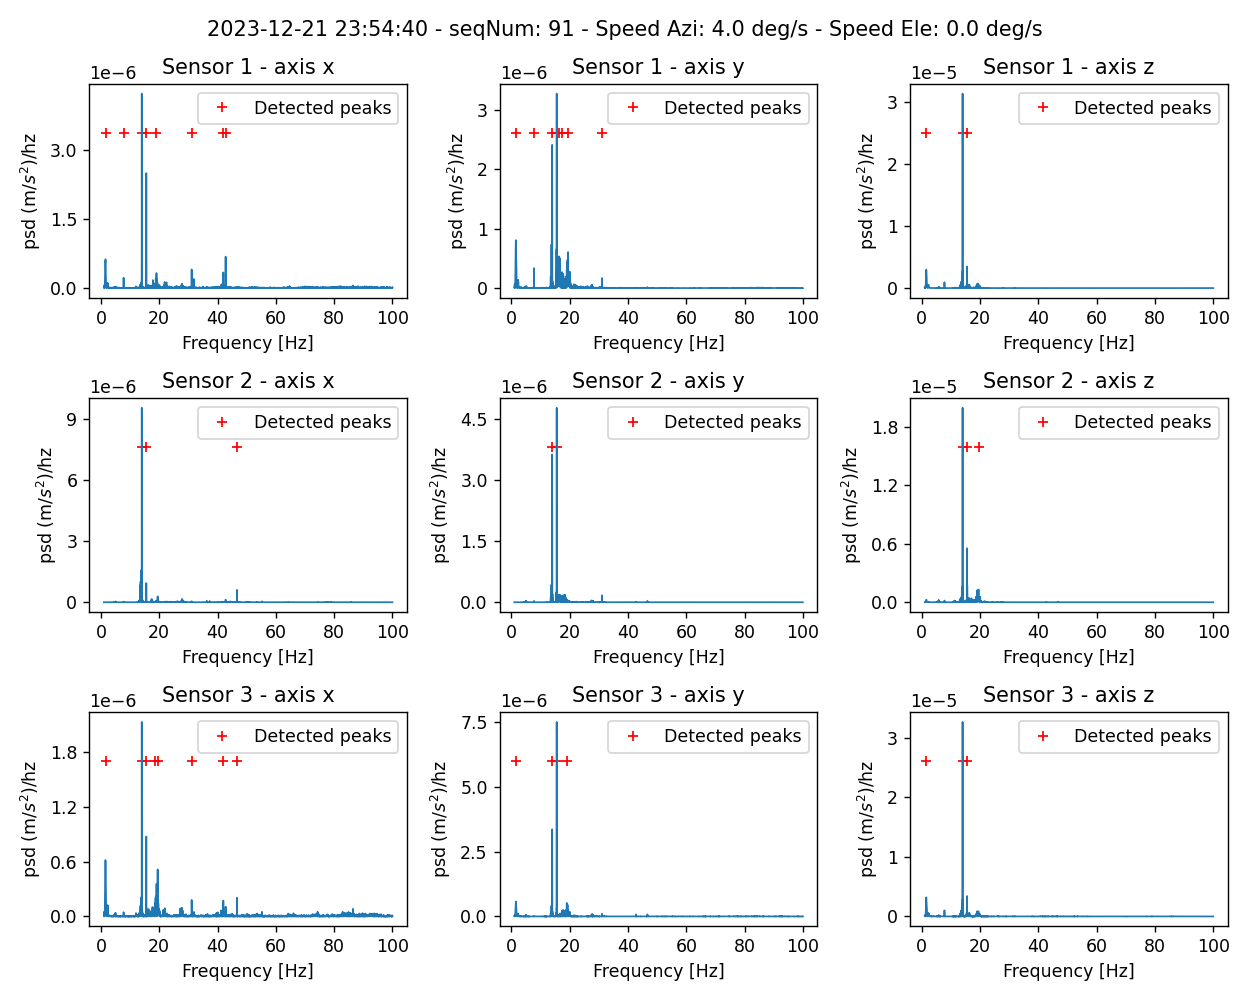 2023-12-21 23:54:40 - seqNum: 91 - Speed Azi: 4.0 deg/s - Speed Ele: 0.0 deg/s
Sensor 1 - axis x
1e−6
Detected peaks
psd (m/s²)/hz
3.0
1.5
0.0
0 20 40 60 80 100
Frequency [Hz]
Sensor 1 - axis y
1e−6
Detected peaks
psd (m/s²)/hz
3
2
1
0
0 20 40 60 80 100
Frequency [Hz]
Sensor 1 - axis z
1e−5
Detected peaks
psd (m/s²)/hz
3
2
1
0
0 20 40 60 80 100
Frequency [Hz]
Sensor 2 - axis x
1e−6
Detected peaks
psd (m/s²)/hz
9
6
3
0
0 20 40 60 80 100
Frequency [Hz]
Sensor 2 - axis y
1e−6
Detected peaks
psd (m/s²)/hz
4.5
3.0
1.5
0.0
0 20 40 60 80 100
Frequency [Hz]
Sensor 2 - axis z
1e−5
Detected peaks
psd (m/s²)/hz
1.8
1.2
0.6
0.0
0 20 40 60 80 100
Frequency [Hz]
Sensor 3 - axis x
1e−6
Detected peaks
psd (m/s²)/hz
1.8
1.2
0.6
0.0
0 20 40 60 80 100
Frequency [Hz]
Sensor 3 - axis y
1e−6
Detected peaks
psd (m/s²)/hz
7.5
5.0
2.5
0.0
0 20 40 60 80 100
Frequency [Hz]
Sensor 3 - axis z
1e−5
Detected peaks
psd (m/s²)/hz
3
2
1
0
0 20 40 60 80 100
Frequency [Hz]